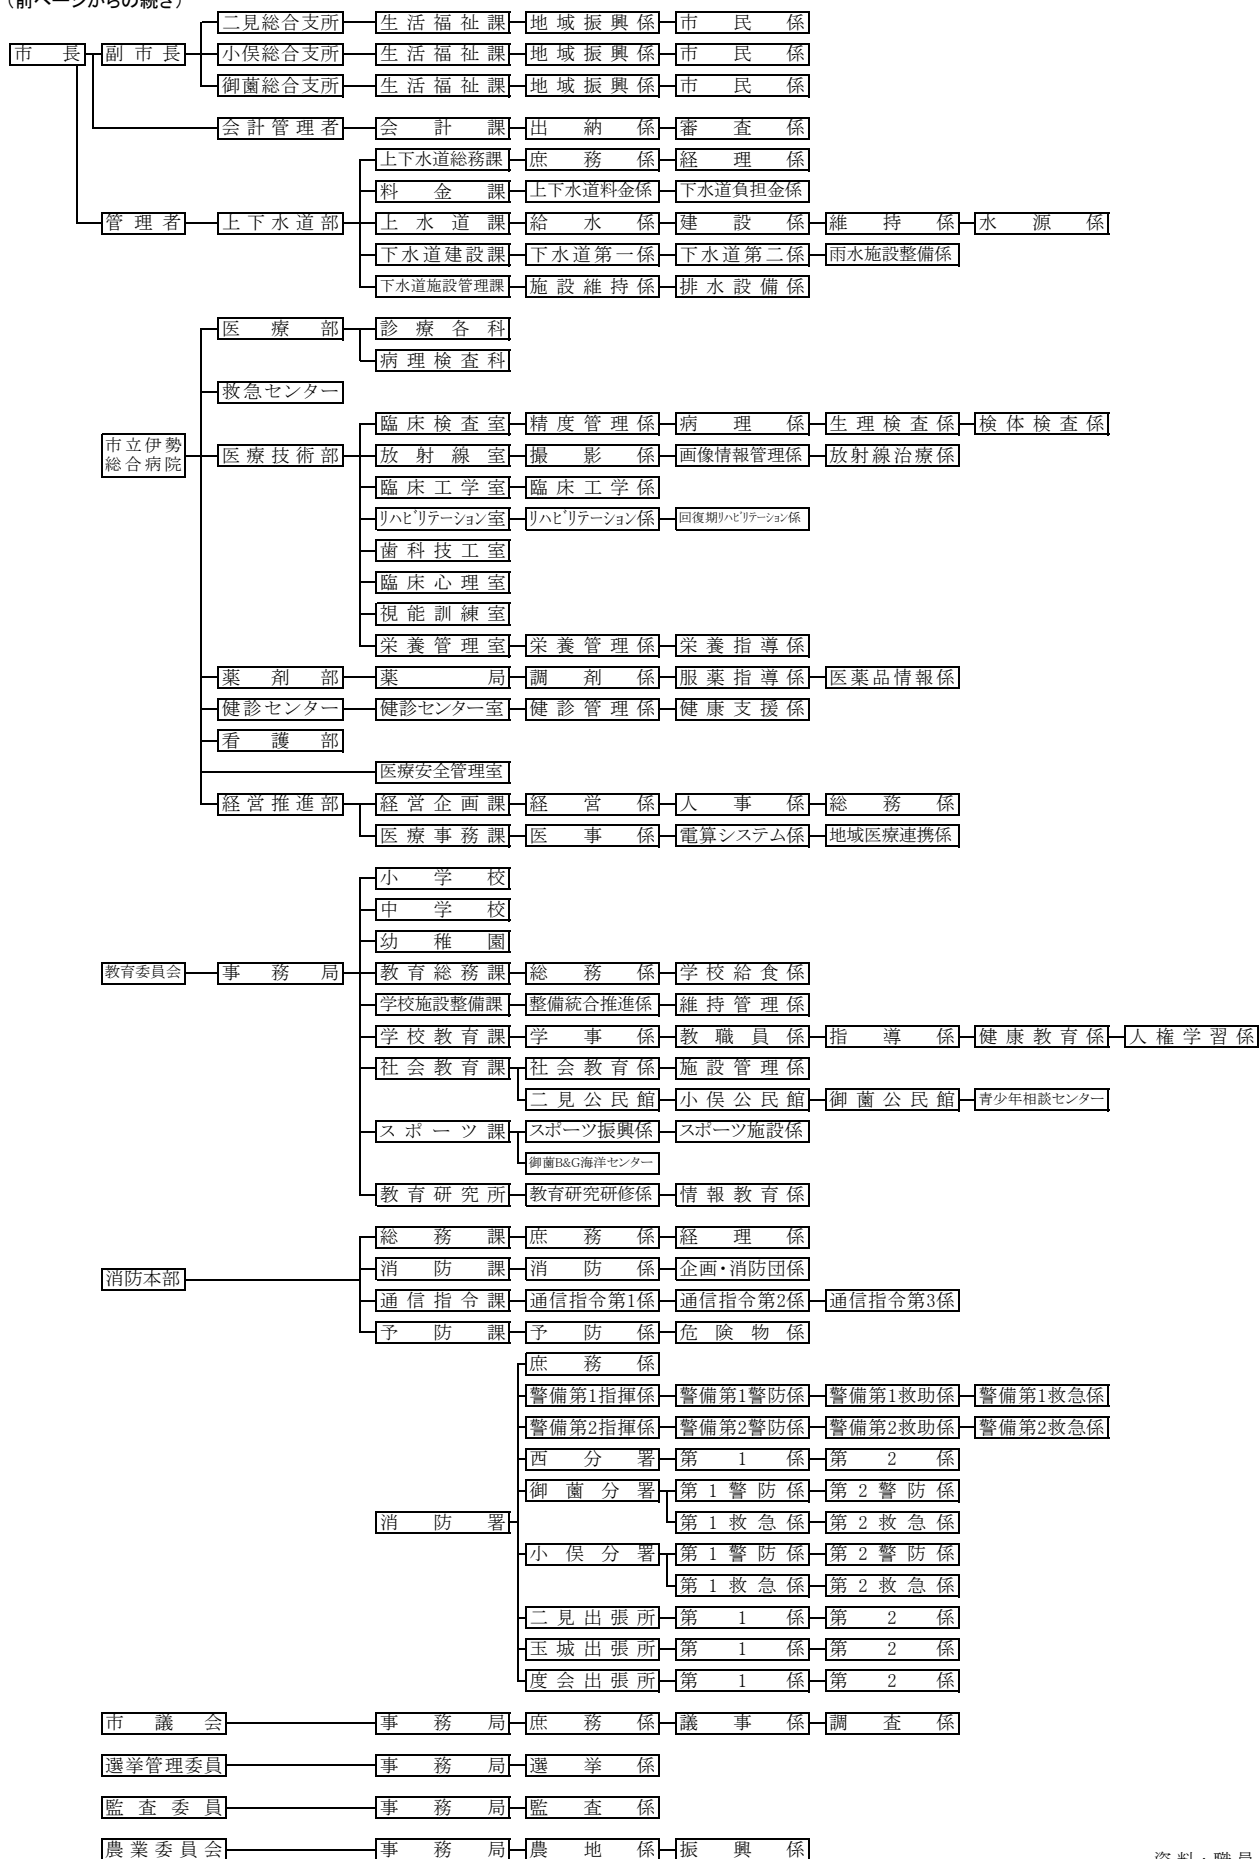 （前ページからの続き）
二見総合支所 生活福祉課 地域振興係 市民係
市長 副市長 小俣総合支所 生活福祉課 地域振興係 市民係
御薗総合支所 生活福祉課 地域振興係 市民係
会計管理者 会計課 出納係 審査係
上下水道総務課 庶務係 経理係
料金課 上下水道料金係 下水道負担金係
管理者 上下水道部 上水道課 給水係 建設係 維持係 水源係
下水道建設課 下水道第一係 下水道第二係 雨水施設整備係
下水道施設管理課 施設維持係 排水設備係
医療部 診療各科
病理検査科
救急センター
臨床検査室 精度管理係 病理係 生理検査係 検体検査係
市立伊勢
総合病院
医療技術部 放射線室 撮影係 画像情報管理係 放射線治療係
臨床工学室 臨床工学係
ﾘﾊﾋﾞﾘﾃｰｼｮﾝ室 ﾘﾊﾋﾞﾘﾃｰｼｮﾝ係 回復期ﾘﾊﾋﾞﾘﾃｰｼｮﾝ係
歯科技工室
臨床心理室
視能訓練室
栄養管理室 栄養管理係 栄養指導係
薬剤部 薬局 調剤係 服薬指導係 医薬品情報係
健診センター 健診センター室 健診管理係 健康支援係
看護部
医療安全管理室
経営推進部 経営企画課 経営係 人事係 総務係
医療事務課 医事係 電算システム係 地域医療連携係
小学校
中学校
幼稚園
教育委員会 事務局 教育総務課 総務係 学校給食係
学校施設整備課 整備統合推進係 維持管理係
学校教育課 学事係 教職員係 指導係 健康教育係 人権学習係
社会教育課 社会教育係 施設管理係
二見公民館 小俣公民館 御薗公民館 青少年相談センター
スポーツ課 スポーツ振興係 スポーツ施設係
御薗B&G海洋センター
教育研究所 教育研究研修係 情報教育係
総務課 庶務係 経理係
消防本部 消防課 消防係 企画・消防団係
通信指令課 通信指令第1係 通信指令第2係 通信指令第3係
予防課 予防係 危険物係
庶務係
警備第1指揮係 警備第1警防係 警備第1救助係 警備第1救急係
警備第2指揮係 警備第2警防係 警備第2救助係 警備第2救急係
西分署 第1係 第2係
御薗分署 第1警防係 第2警防係
消防署 第1救急係 第2救急係
小俣分署 第1警防係 第2警防係
第1救急係 第2救急係
二見出張所 第1係 第2係
玉城出張所 第1係 第2係
度会出張所 第1係 第2係
市議会 事務局 庶務係 議事係 調査係
選挙管理委員 事務局 選挙係
監査委員 事務局 監査係
農業委員会 事務局 農地係 振興係
資料：職員